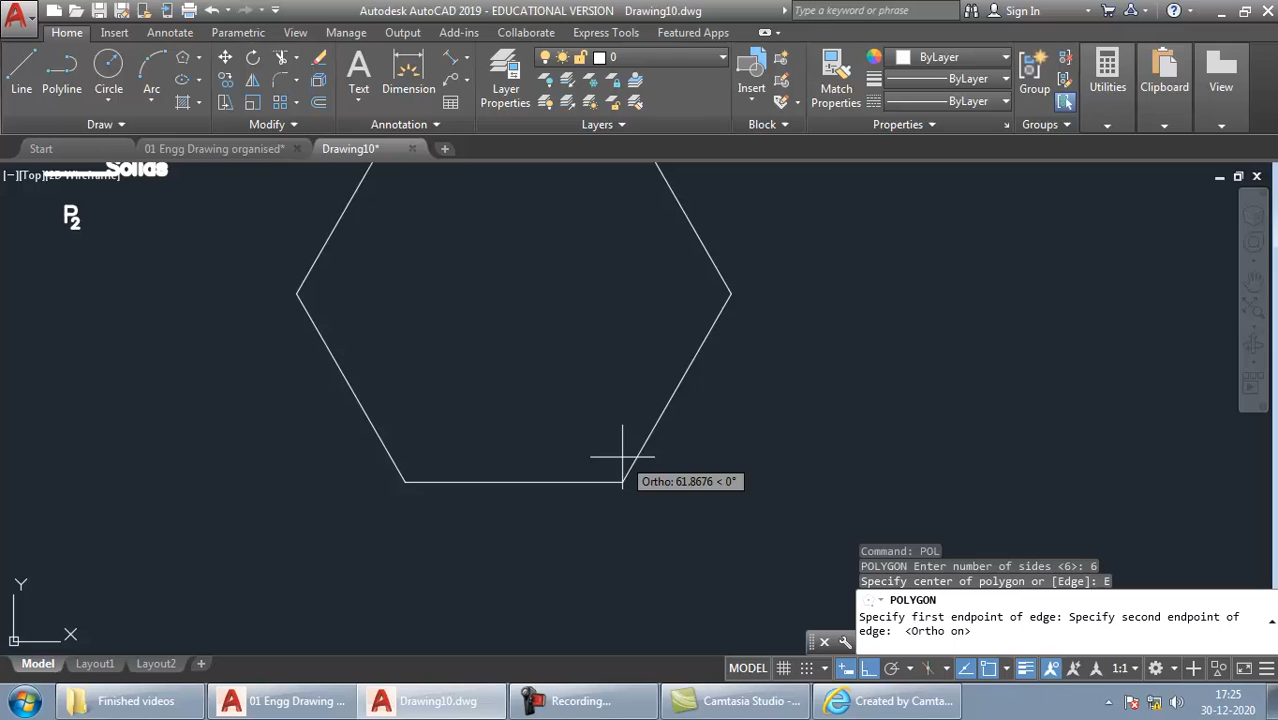 Autodesk AutoCAD 2019 - EDUCATIONAL VERSION Drawing10.dwg
Type a keyword or phrase
Sign In
Home Insert Annotate Parametric View Manage Output Add-ins Collaborate Express Tools Featured Apps
Line Polyline Circle Arc
Text Dimension
Layer Properties
0
Insert
Match Properties
ByLayer
ByLayer
ByLayer
Group
Utilities
Clipboard
View
Draw Modify Annotation Layers Block Properties Groups
Start 01 Engg Drawing organised* Drawing10*
[−][Top][2D Wireframe]
Solids
P2
Ortho: 61.8676 < 0°
Command: POL
POLYGON Enter number of sides <6>: 6
Specify center of polygon or [Edge]: E
POLYGON
Specify first endpoint of edge: Specify second endpoint of
edge: <Ortho on>
Y
X
Model Layout1 Layout2
MODEL
1:1
Finished videos
01 Engg Drawing ...
Drawing10.dwg
Recording...
Camtasia Studio - ...
Created by Camta...
17:25
30-12-2020